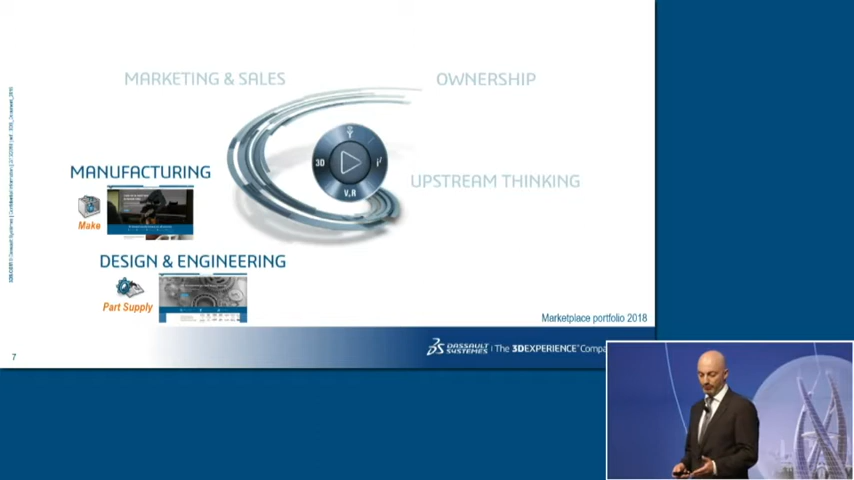 MARKETING & SALES
OWNERSHIP
3D
V,R
MANUFACTURING
UPSTREAM THINKING
Make
DESIGN & ENGINEERING
Part Supply
Marketplace portfolio 2018
7
DASSAULT SYSTEMES | The 3DEXPERIENCE Compa